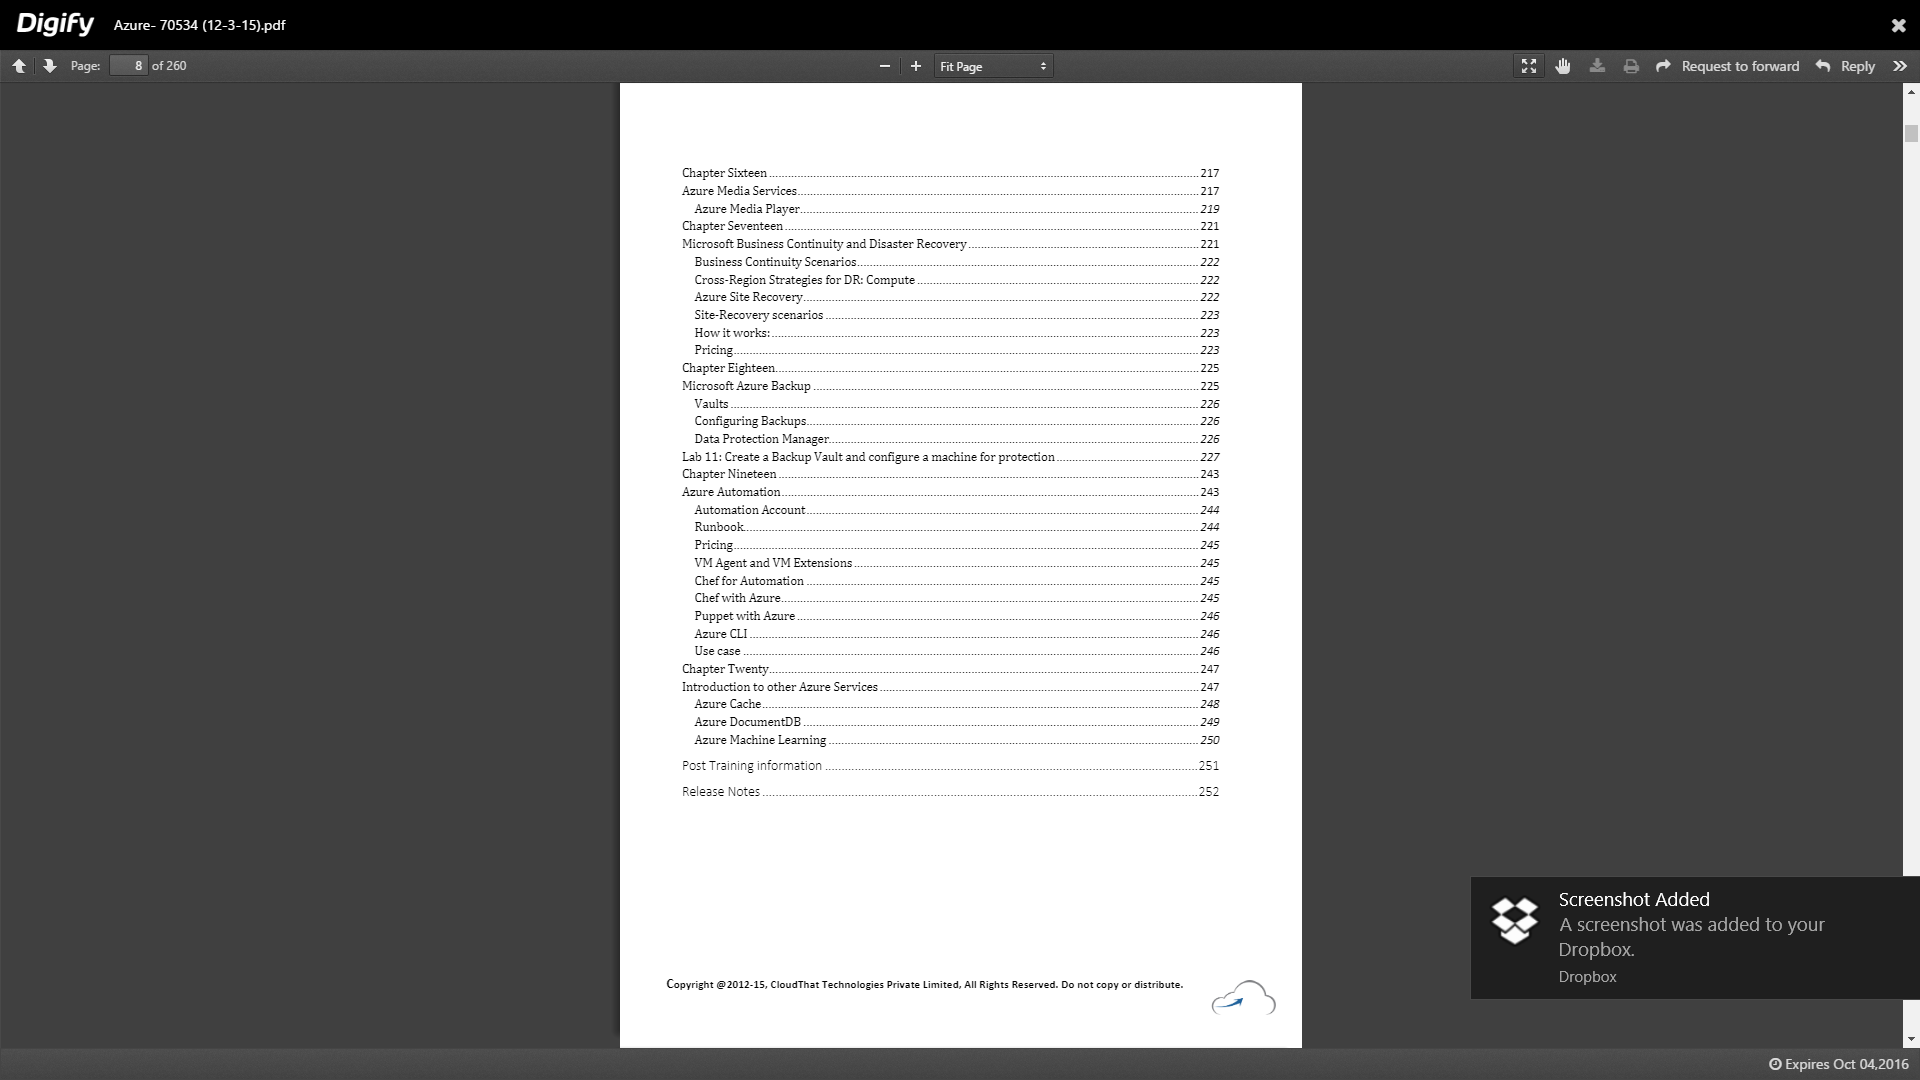 Digify Azure- 70534 (12-3-15).pdf
Page: 8 of 260 Fit Page Request to forward Reply
Chapter Sixteen 217
Azure Media Services 217
Azure Media Player 219
Chapter Seventeen 221
Microsoft Business Continuity and Disaster Recovery 221
Business Continuity Scenarios 222
Cross-Region Strategies for DR: Compute 222
Azure Site Recovery 222
Site-Recovery scenarios 223
How it works: 223
Pricing 223
Chapter Eighteen 225
Microsoft Azure Backup 225
Vaults 226
Configuring Backups 226
Data Protection Manager 226
Lab 11: Create a Backup Vault and configure a machine for protection 227
Chapter Nineteen 243
Azure Automation 243
Automation Account 244
Runbook 244
Pricing 245
VM Agent and VM Extensions 245
Chef for Automation 245
Chef with Azure 245
Puppet with Azure 246
Azure CLI 246
Use case 246
Chapter Twenty 247
Introduction to other Azure Services 247
Azure Cache 248
Azure DocumentDB 249
Azure Machine Learning 250
Post Training information 251
Release Notes 252
Copyright @2012-15, CloudThat Technologies Private Limited, All Rights Reserved. Do not copy or distribute.
Screenshot Added
A screenshot was added to your
Dropbox.
Dropbox
Expires Oct 04,2016